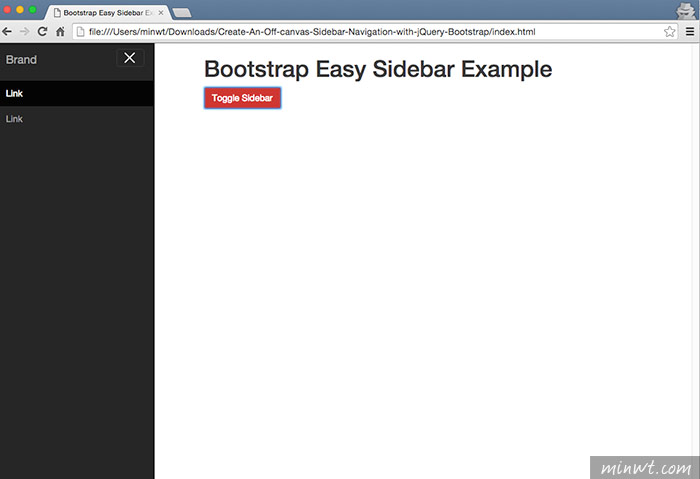 Bootstrap Easy Sidebar Ex
file:///Users/minwt/Downloads/Create-An-Off-canvas-Sidebar-Navigation-with-jQuery-Bootstrap/index.html
Brand
Link
Link
Bootstrap Easy Sidebar Example
Toggle Sidebar
minwt.com